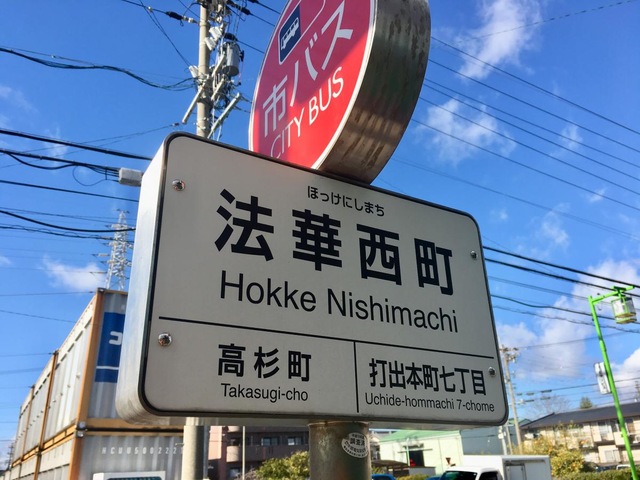 市バス
CITY BUS
ほっけにしまち
法華西町
Hokke Nishimachi
高杉町
Takasugi-cho
打出本町七丁目
Uchide-hommachi 7-chome